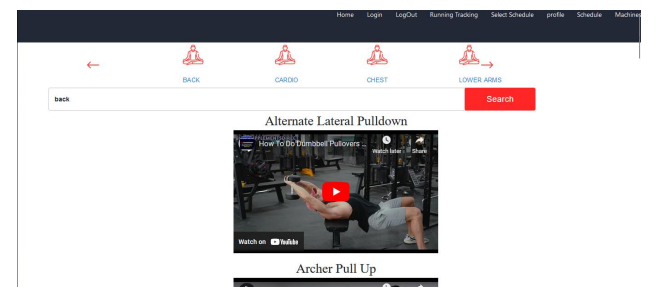 Home Login LogOut Running Tradking Select Schedule profile Schedule Machines
BACK CARDIO CHEST LOWER ARMS
back Search
Alternate Lateral Pulldown
How To Do Dumbbell Pullovers ...
Watch later Share
Watch on YouTube
Archer Pull Up